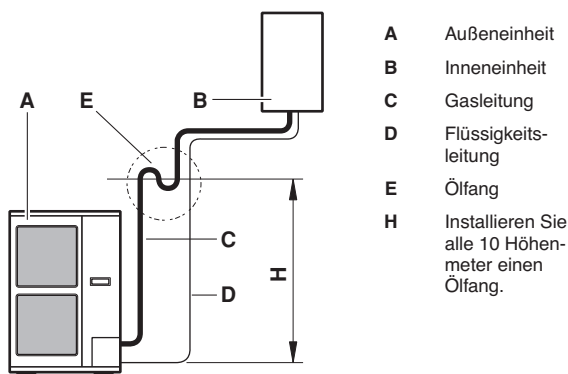 A
E
B
C
D
H
A Außeneinheit
B Inneneinheit
C Gasleitung
D Flüssigkeits-
leitung
E Ölfang
H Installieren Sie
alle 10 Höhen-
meter einen
Ölfang.